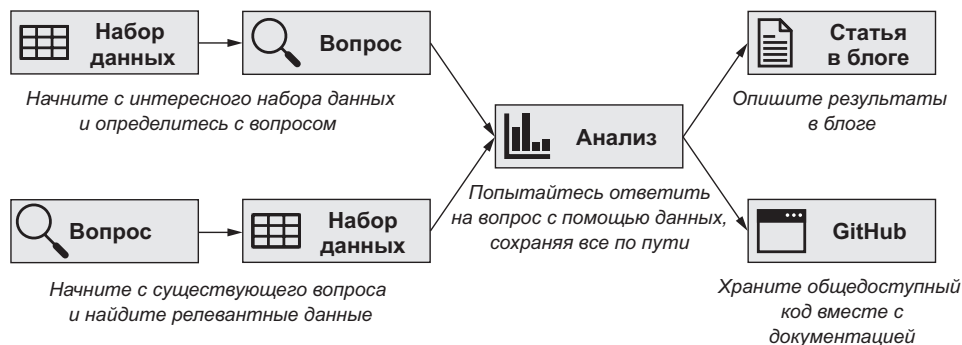 Набор
данных
Вопрос
Начните с интересного набора данных
и определитесь с вопросом
Вопрос
Набор
данных
Начните с существующего вопроса
и найдите релевантные данные
Анализ
Попытайтесь ответить
на вопрос с помощью данных,
сохраняя все по пути
Статья
в блоге
Опишите результаты
в блоге
GitHub
Храните общедоступный
код вместе с
документацией